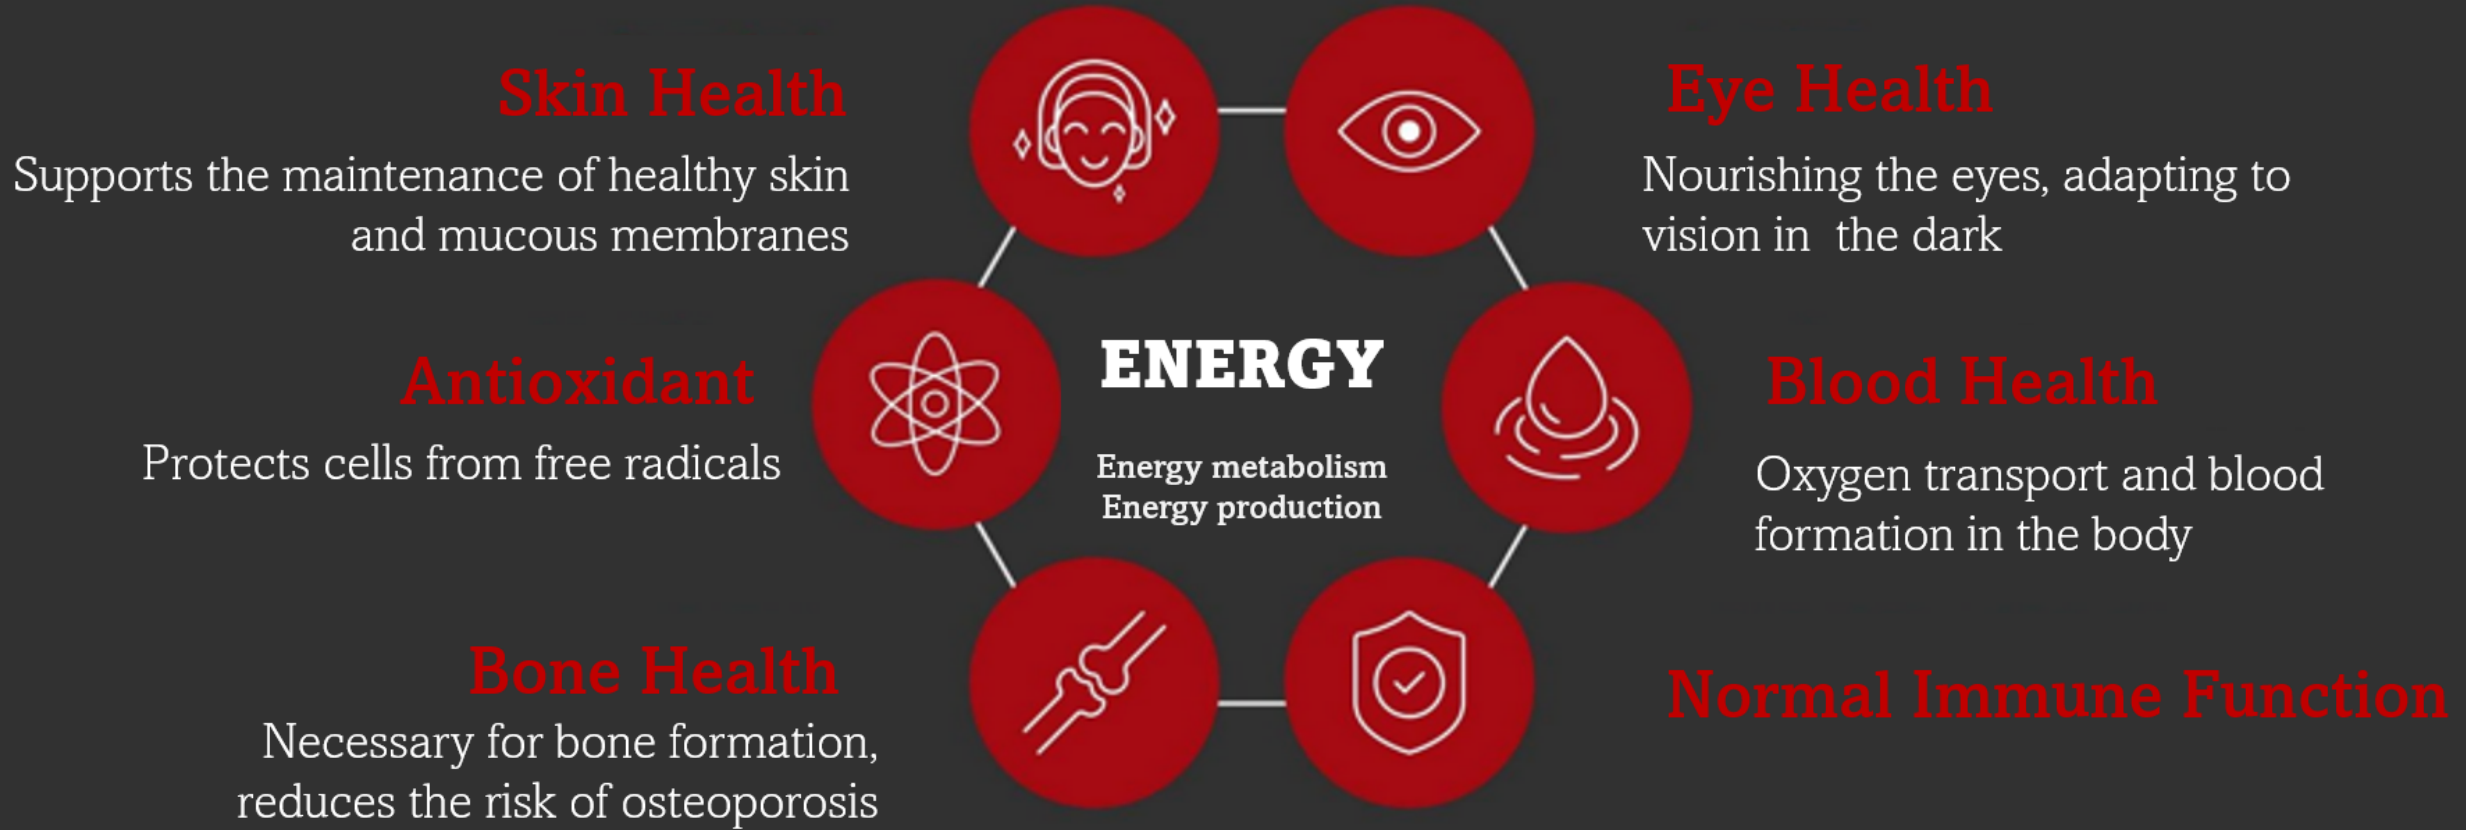 Skin Health
Supports the maintenance of healthy skin
and mucous membranes
Eye Health
Nourishing the eyes, adapting to
vision in  the dark
Antioxidant
Protects cells from free radicals
ENERGY
Energy metabolism
Energy production
Blood Health
Oxygen transport and blood
formation in the body
Bone Health
Necessary for bone formation,
reduces the risk of osteoporosis
Normal Immune Function